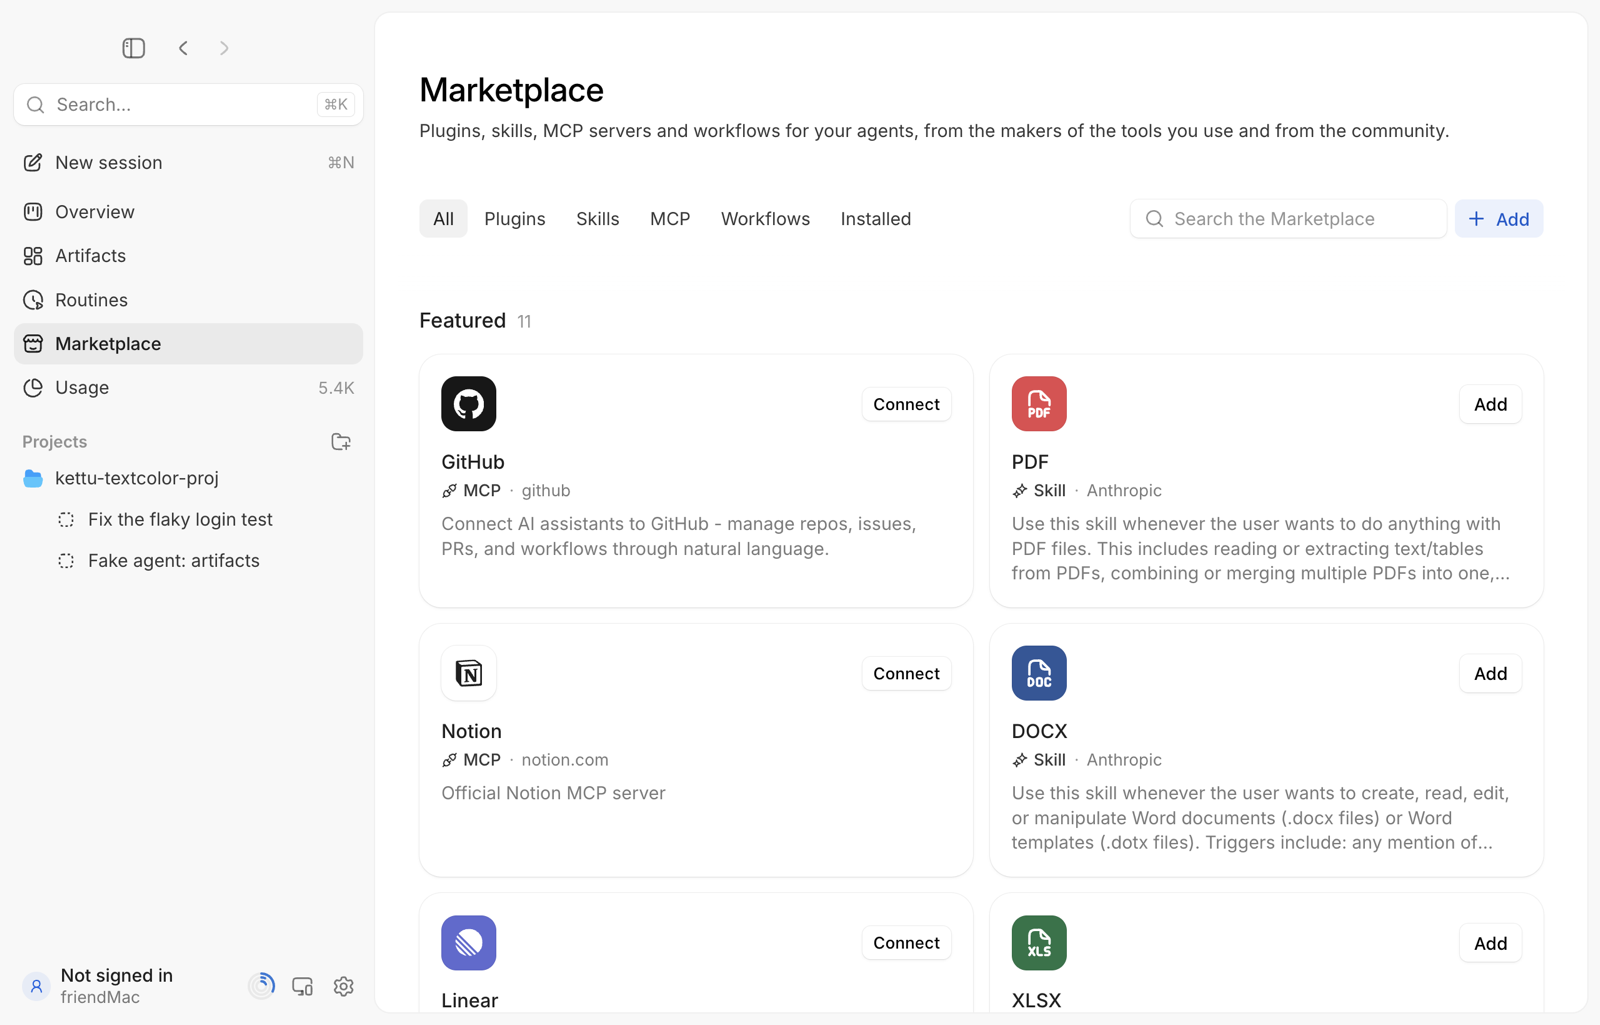 Search...
⌘K
New session
⌘N
Overview
Artifacts
Routines
Marketplace
Usage
5.4K
Projects
kettu-textcolor-proj
Fix the flaky login test
Fake agent: artifacts
Not signed in
friendMac
Marketplace
Plugins, skills, MCP servers and workflows for your agents, from the makers of the tools you use and from the community.
All
Plugins
Skills
MCP
Workflows
Installed
Search the Marketplace
+ Add
Featured 11
Connect
GitHub
MCP · github
Connect AI assistants to GitHub - manage repos, issues,
PRs, and workflows through natural language.
PDF
Add
PDF
Skill · Anthropic
Use this skill whenever the user wants to do anything with
PDF files. This includes reading or extracting text/tables
from PDFs, combining or merging multiple PDFs into one,...
N
Connect
Notion
MCP · notion.com
Official Notion MCP server
DOC
Add
DOCX
Skill · Anthropic
Use this skill whenever the user wants to create, read, edit,
or manipulate Word documents (.docx files) or Word
templates (.dotx files). Triggers include: any mention of...
Connect
Linear
XLS
Add
XLSX